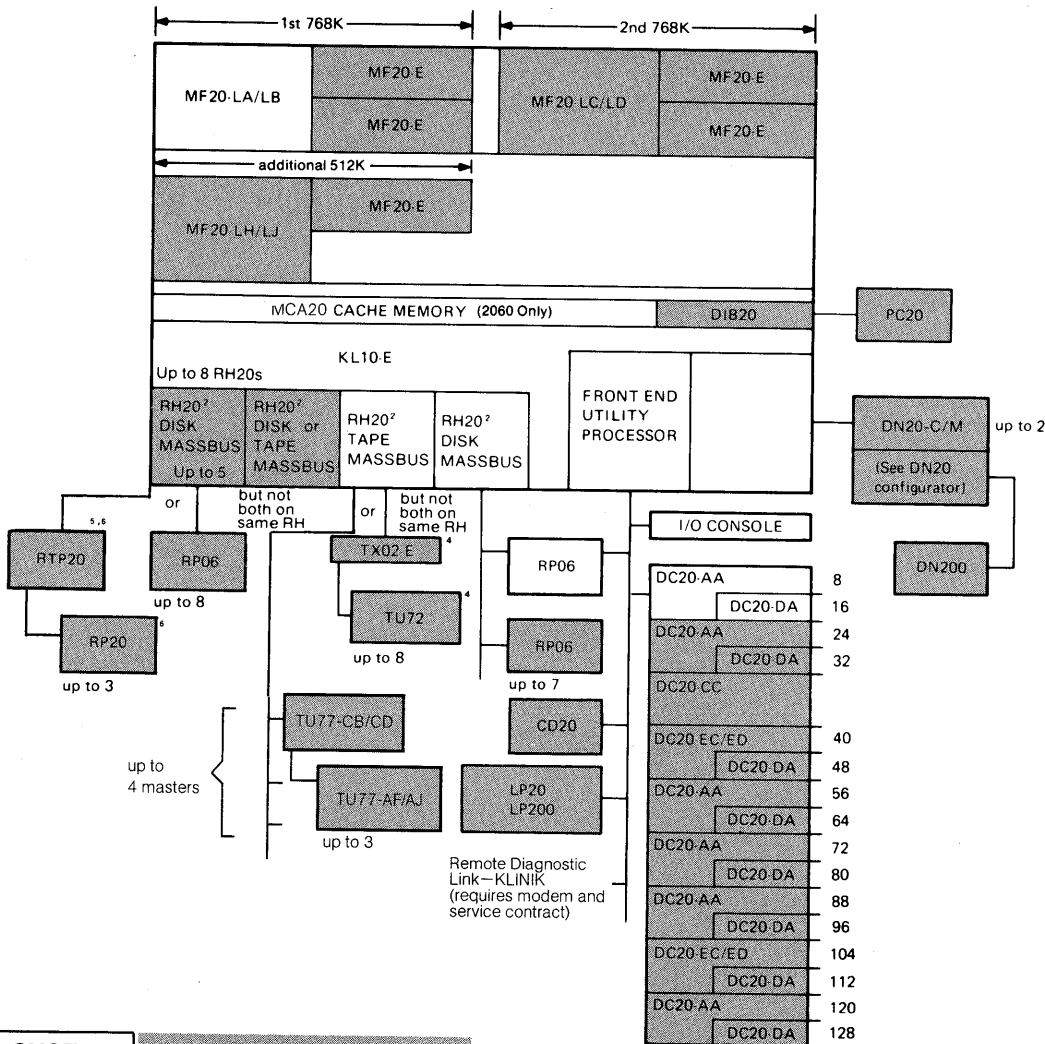 1st 768K
2nd 768K
MF20-LA/LB
MF20-E
MF20-E
MF20-LC/LD
MF20-E
MF20-E
additional 512K
MF20-LH/LJ
MF20-E
MCA20 CACHE MEMORY (2060 Only)
DIB20
PC20
KL10-E
Up to 8 RH20s
RH20²
DISK
MASSBUS
Up to 5
RH20²
DISK or
TAPE
MASSBUS
RH20²
TAPE
MASSBUS
RH20²
DISK
MASSBUS
FRONT END
UTILITY
PROCESSOR
DN20-C/M
up to 2
(See DN20
configurator)
DN200
or
but not
both on
same RH
or
but not
both on
same RH
I/O CONSOLE
RTP20
5,6
RP06
up to 8
RP20
6
up to 3
TX02-E
4
TU72
4
up to 8
RP06
RP06
up to 7
TU77-CB/CD
up to
4 masters
TU77-AF/AJ
up to 3
CD20
LP20
LP200
Remote Diagnostic
Link—KLINIK
(requires modem and
service contract)
DC20-AA 8
DC20-DA 16
DC20-AA 24
DC20-DA 32
DC20-CC
DC20-EC/ED 40
DC20-DA 48
DC20-AA 56
DC20-DA 64
DC20-AA 72
DC20-DA 80
DC20-AA 88
DC20-DA 96
DC20-EC/ED 104
DC20-DA 112
DC20-AA 120
DC20-DA 128